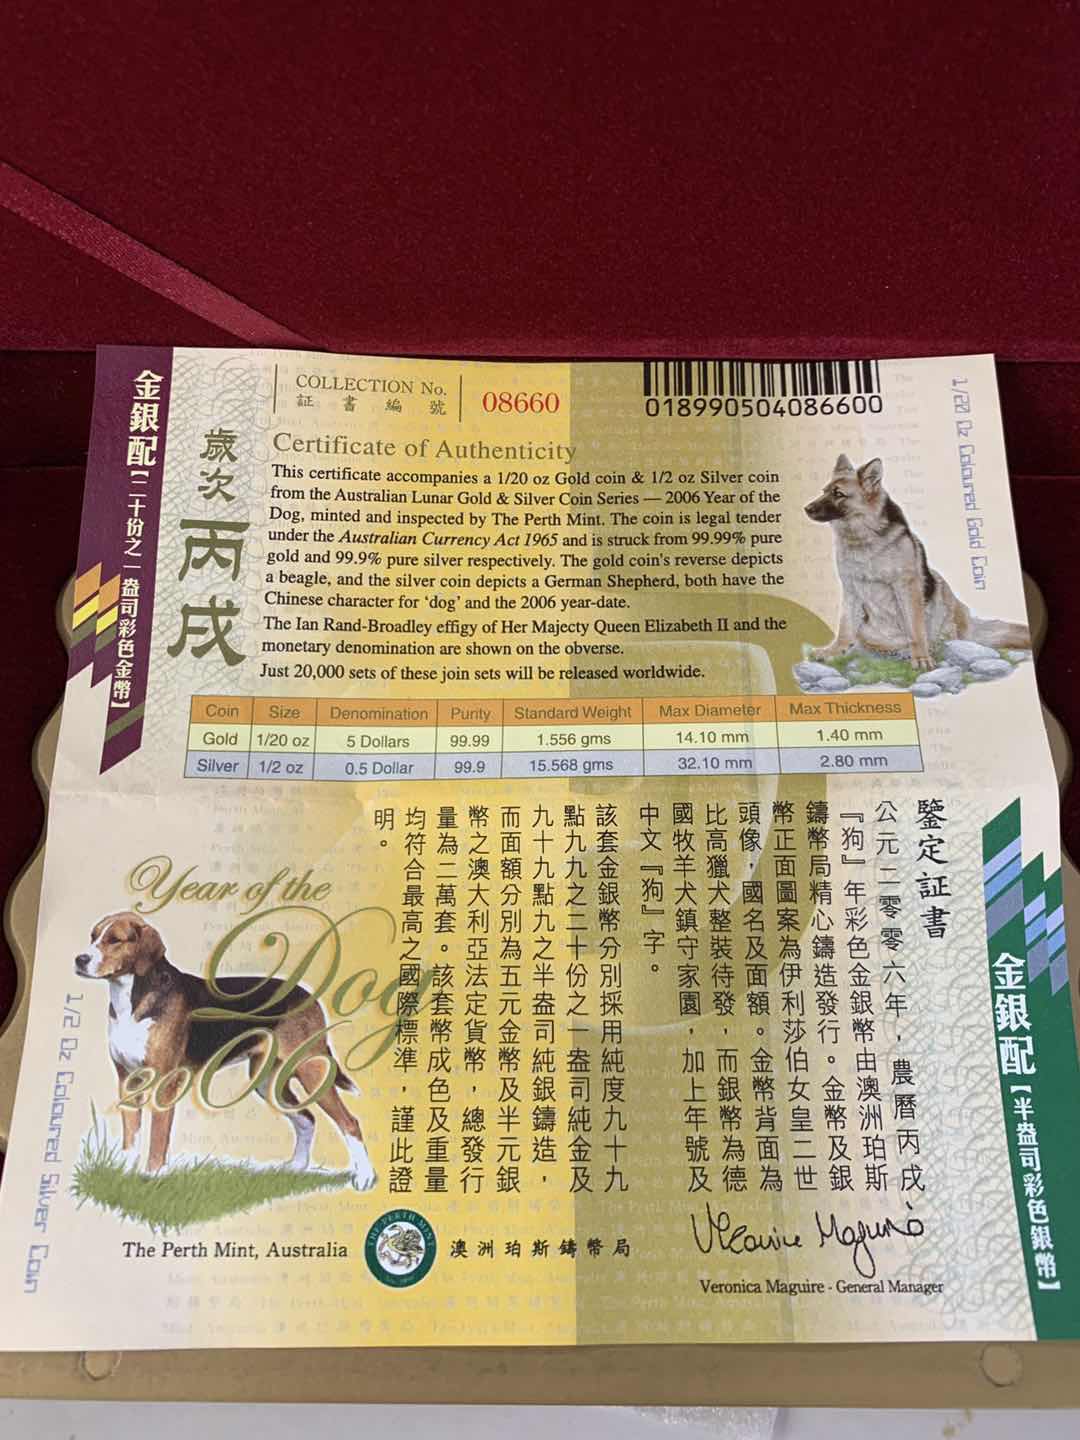 COLLECTION No.
証書編號
08660
018990504086600
金銀配【二十份之一盎司彩色金幣】
歲次丙戌
1/20 Oz Coloured Gold Coin
Certificate of Authenticity
This certificate accompanies a 1/20 oz Gold coin & 1/2 oz Silver coin
from the Australian Lunar Gold & Silver Coin Series — 2006 Year of the
Dog, minted and inspected by The Perth Mint. The coin is legal tender
under the Australian Currency Act 1965 and is struck from 99.99% pure
gold and 99.9% pure silver respectively. The gold coin's reverse depicts
a beagle, and the silver coin depicts a German Shepherd, both have the
Chinese character for 'dog' and the 2006 year-date.
The Ian Rand-Broadley effigy of Her Majecty Queen Elizabeth II and the
monetary denomination are shown on the obverse.
Just 20,000 sets of these join sets will be released worldwide.
Coin Size Denomination Purity Standard Weight Max Diameter Max Thickness
Gold 1/20 oz 5 Dollars 99.99 1.556 gms 14.10 mm 1.40 mm
Silver 1/2 oz 0.5 Dollar 99.9 15.568 gms 32.10 mm 2.80 mm
鑒定証書
公元二零零六年，農曆丙戌
『狗』年彩色金銀幣由澳洲珀斯
鑄幣局精心鑄造發行。金幣及銀
幣正面圖案為伊利莎伯女皇二世
頭像，國名及面額。金幣背面為
比高獵犬整裝待發，而銀幣為德
國牧羊犬鎮守家園，加上年號及
中文『狗』字。
該套金銀幣分別採用純度九十九
點九九之二十份之一盎司純金及
九十九點九之半盎司純銀鑄造，
而面額分別為五元金幣及半元銀
幣之澳大利亞法定貨幣，總發行
量為二萬套。該套幣成色及重量
均符合最高之國際標準，謹此證
明。
Year of the
Dog
2006
1/2 Oz Coloured Silver Coin
金銀配【半盎司彩色銀幣】
The Perth Mint, Australia
THE PERTH MINT
澳洲珀斯鑄幣局
Veronica Maguire - General Manager